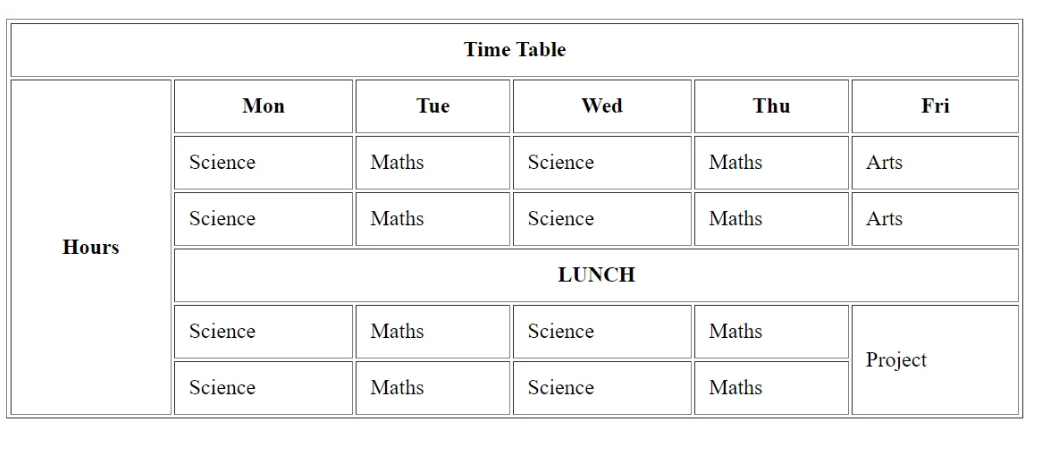 Time Table
Mon Tue Wed Thu Fri
Science Maths Science Maths Arts
Science Maths Science Maths Arts
Hours
LUNCH
Science Maths Science Maths
Project
Science Maths Science Maths